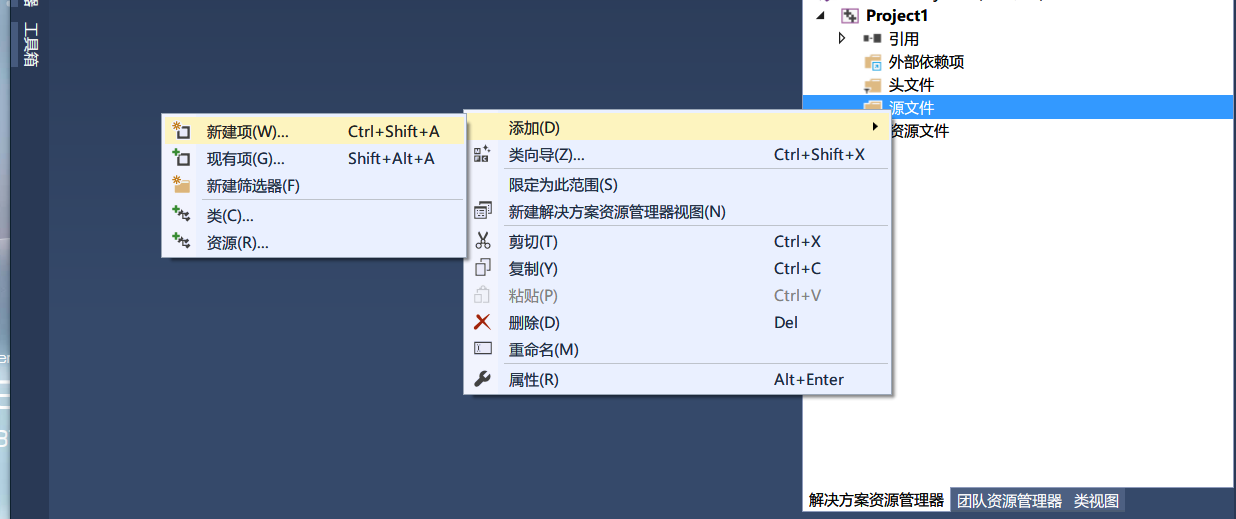 工具箱
Project1
引用
外部依赖项
头文件
源文件
资源文件
添加(D)
类向导(Z)... Ctrl+Shift+X
限定为此范围(S)
新建解决方案资源管理器视图(N)
剪切(T) Ctrl+X
复制(Y) Ctrl+C
粘贴(P) Ctrl+V
删除(D) Del
重命名(M)
属性(R) Alt+Enter
新建项(W)... Ctrl+Shift+A
现有项(G)... Shift+Alt+A
新建筛选器(F)
类(C)...
资源(R)...
解决方案资源管理器 团队资源管理器 类视图